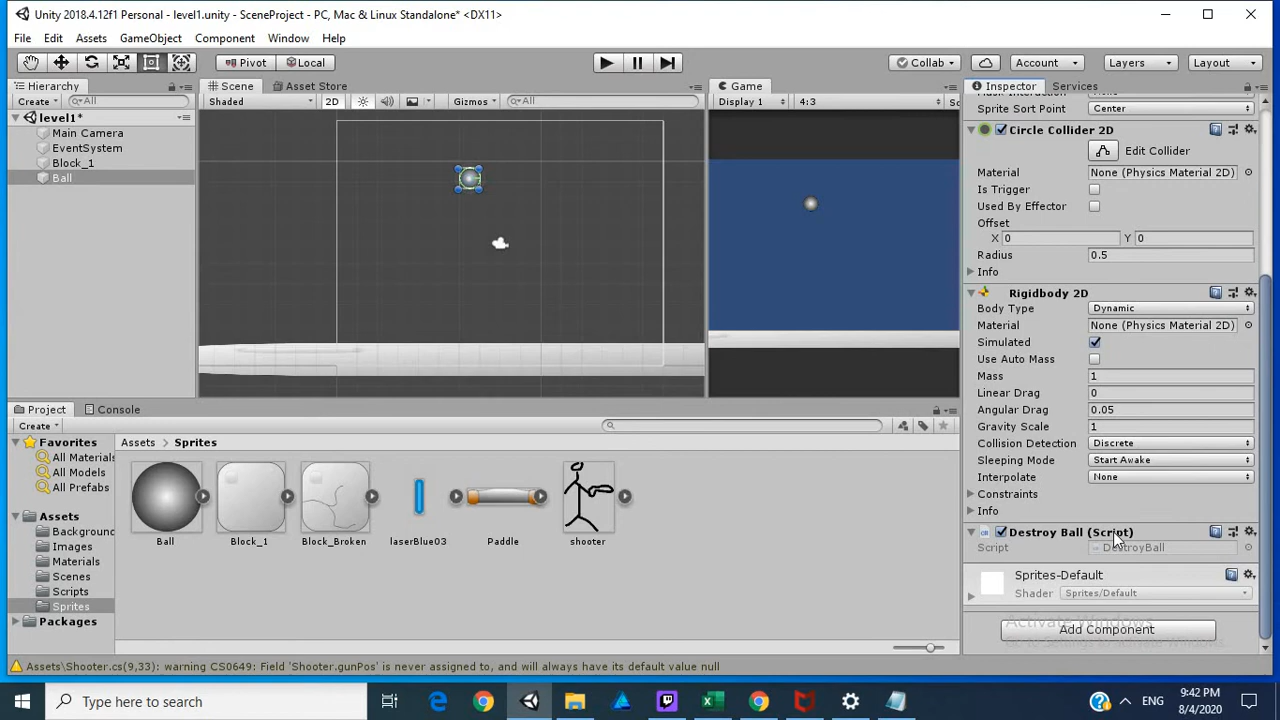 Unity 2018.4.12f1 Personal - level1.unity - SceneProject - PC, Mac & Linux Standalone* <DX11>
File Edit Assets GameObject Component Window Help
Pivot Local Collab Account Layers Layout
Hierarchy Scene Asset Store Game Inspector Services
Create All Shaded 2D Gizmos All Display 1 4:3
Sprite Sort Point Center
level1*
Main Camera
EventSystem
Block_1
Ball
Circle Collider 2D
Edit Collider
Material None (Physics Material 2D)
Is Trigger
Used By Effector
Offset
X 0 Y 0
Radius 0.5
Info
Rigidbody 2D
Body Type Dynamic
Material None (Physics Material 2D)
Simulated
Use Auto Mass
Mass 1
Linear Drag 0
Angular Drag 0.05
Gravity Scale 1
Collision Detection Discrete
Sleeping Mode Start Awake
Interpolate None
Constraints
Info
Destroy Ball (Script)
Script DestroyBall
Sprites-Default
Shader Sprites/Default
Activate Windows
Add Component
Project Console
Create
Favorites
All Materials
All Models
All Prefabs
Assets
Background
Images
Materials
Scenes
Scripts
Sprites
Packages
Assets Sprites
Ball Block_1 Block_Broken laserBlue03 Paddle shooter
Assets\Shooter.cs(9,33): warning CS0649: Field 'Shooter.gunPos' is never assigned to, and will always have its default value null
Type here to search
ENG
9:42 PM
8/4/2020